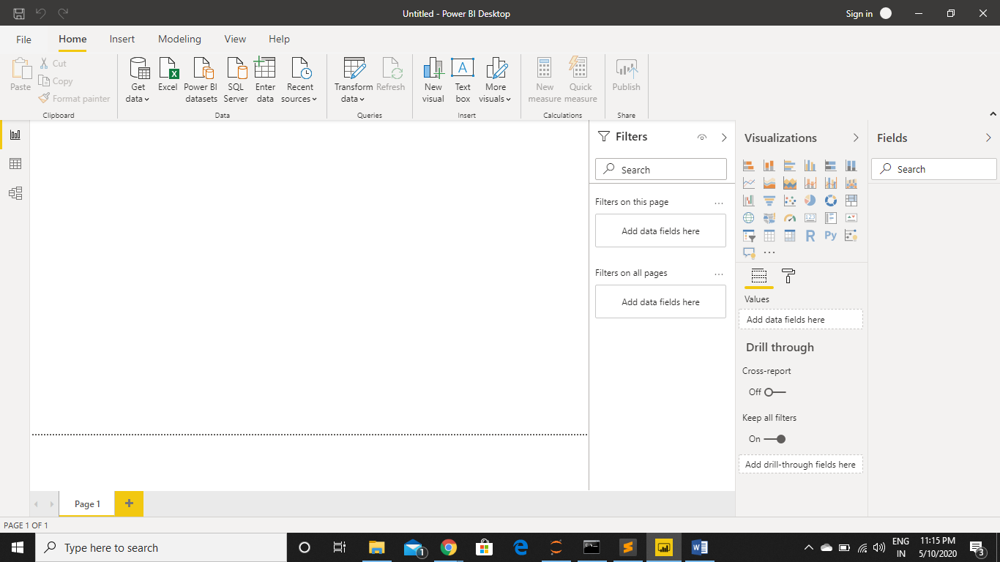 Untitled - Power BI Desktop
Sign in
File Home Insert Modeling View Help
Paste
Cut
Copy
Format painter
Clipboard
Get data
Excel
Power BI datasets
SQL Server
Enter data
Recent sources
Data
Transform data
Refresh
Queries
New visual
Text box
More visuals
Insert
New measure
Quick measure
Calculations
Publish
Share
Filters
Search
Filters on this page
Add data fields here
Filters on all pages
Add data fields here
Visualizations
123
R
Py
Values
Add data fields here
Drill through
Cross-report
Off
Keep all filters
On
Add drill-through fields here
Fields
Search
Page 1
PAGE 1 OF 1
Type here to search
1
ENG
IN
11:15 PM
5/10/2020
3